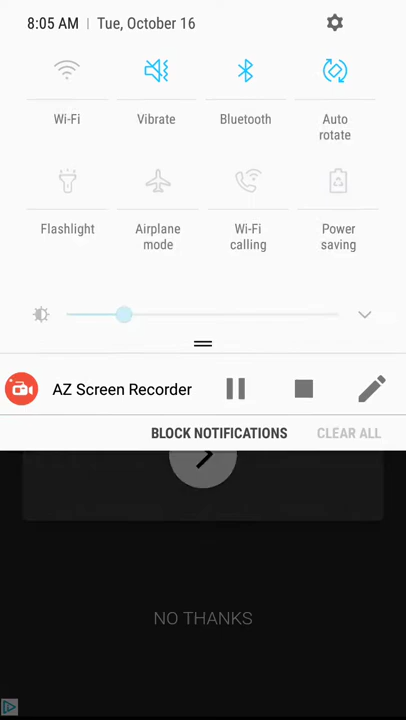 8:05 AM | Tue, October 16
Wi-Fi
Vibrate
Bluetooth
Auto
rotate
Flashlight
Airplane
mode
Wi-Fi
calling
Power
saving
AZ Screen Recorder
BLOCK NOTIFICATIONS
CLEAR ALL
NO THANKS